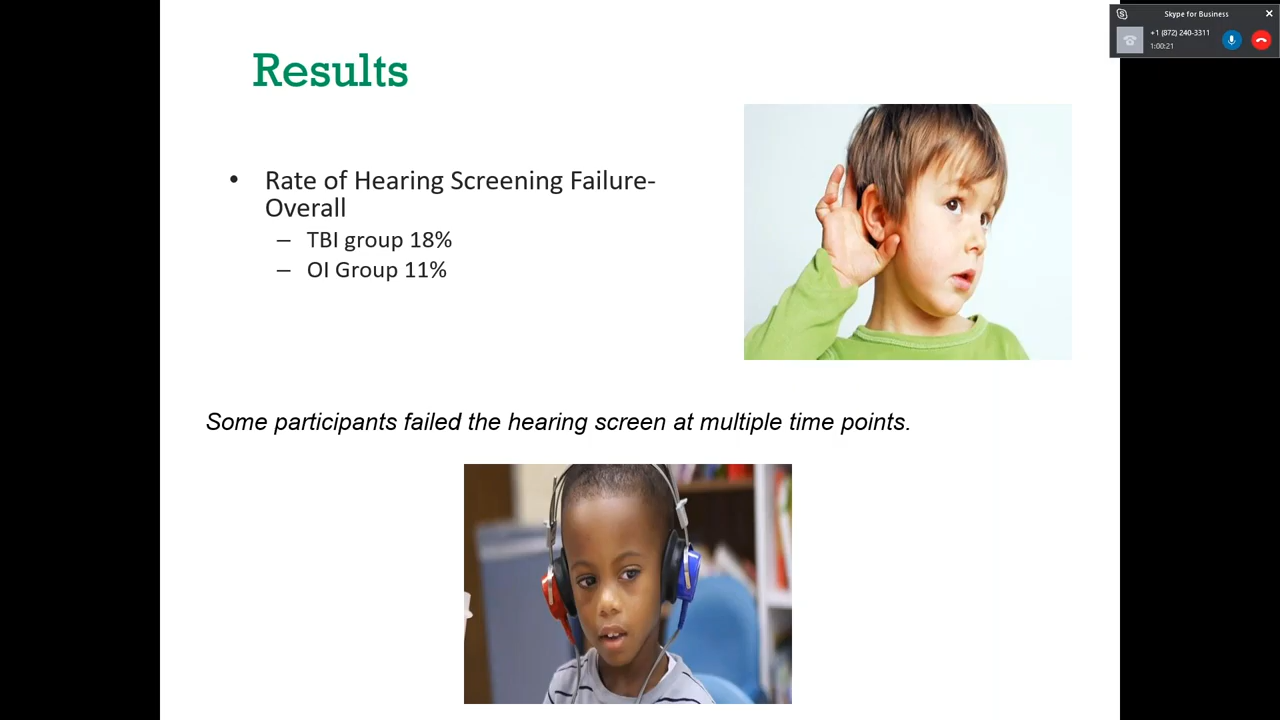 Skype for Business
+1 (872) 240-3311
1:00:21
Results
• Rate of Hearing Screening Failure-
Overall
– TBI group 18%
– OI Group 11%
Some participants failed the hearing screen at multiple time points.